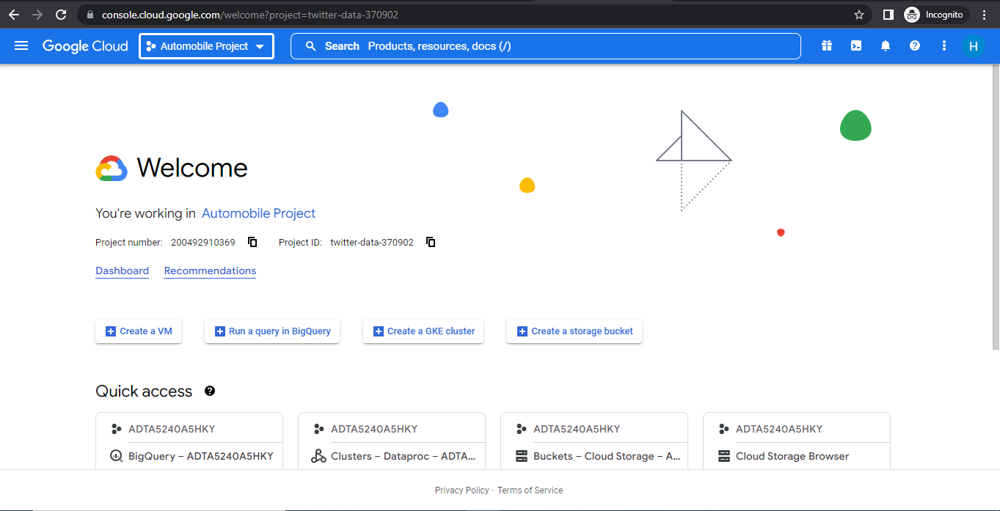 console.cloud.google.com/welcome?project=twitter-data-370902 Incognito
Google Cloud Automobile Project Search Products, resources, docs (/) H
Welcome
You're working in Automobile Project
Project number: 200492910369 Project ID: twitter-data-370902
Dashboard Recommendations
Create a VM Run a query in BigQuery Create a GKE cluster Create a storage bucket
Quick access
ADTA5240A5HKY ADTA5240A5HKY ADTA5240A5HKY ADTA5240A5HKY
BigQuery – ADTA5240A5HKY Clusters – Dataproc – ADTA... Buckets – Cloud Storage – A... Cloud Storage Browser
Privacy Policy · Terms of Service